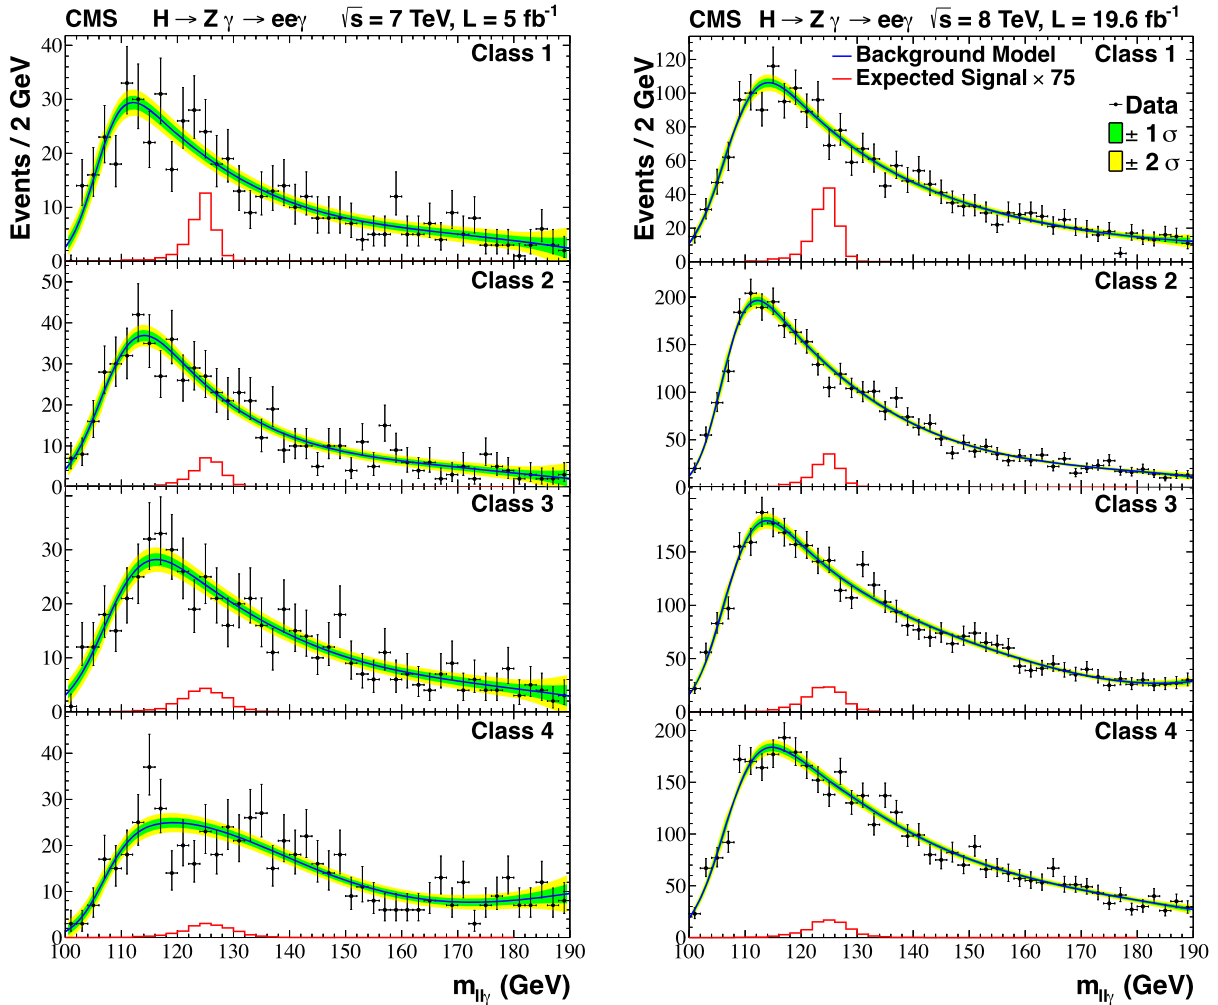 CMS H → Z γ → eeγ √s = 7 TeV, L = 5 fb⁻¹
Events / 2 GeV
Class 1
40
30
20
10
0
Class 2
50
40
30
20
10
0
Class 3
30
20
10
0
Class 4
40
30
20
10
0
100 110 120 130 140 150 160 170 180 190
m_llγ (GeV)
CMS H → Z γ → eeγ √s = 8 TeV, L = 19.6 fb⁻¹
Events / 2 GeV
Background Model
Class 1
Expected Signal × 75
Data
± 1 σ
± 2 σ
120
100
80
60
40
20
0
Class 2
200
150
100
50
0
Class 3
200
150
100
50
0
Class 4
200
150
100
50
0
100 110 120 130 140 150 160 170 180 190
m_llγ (GeV)